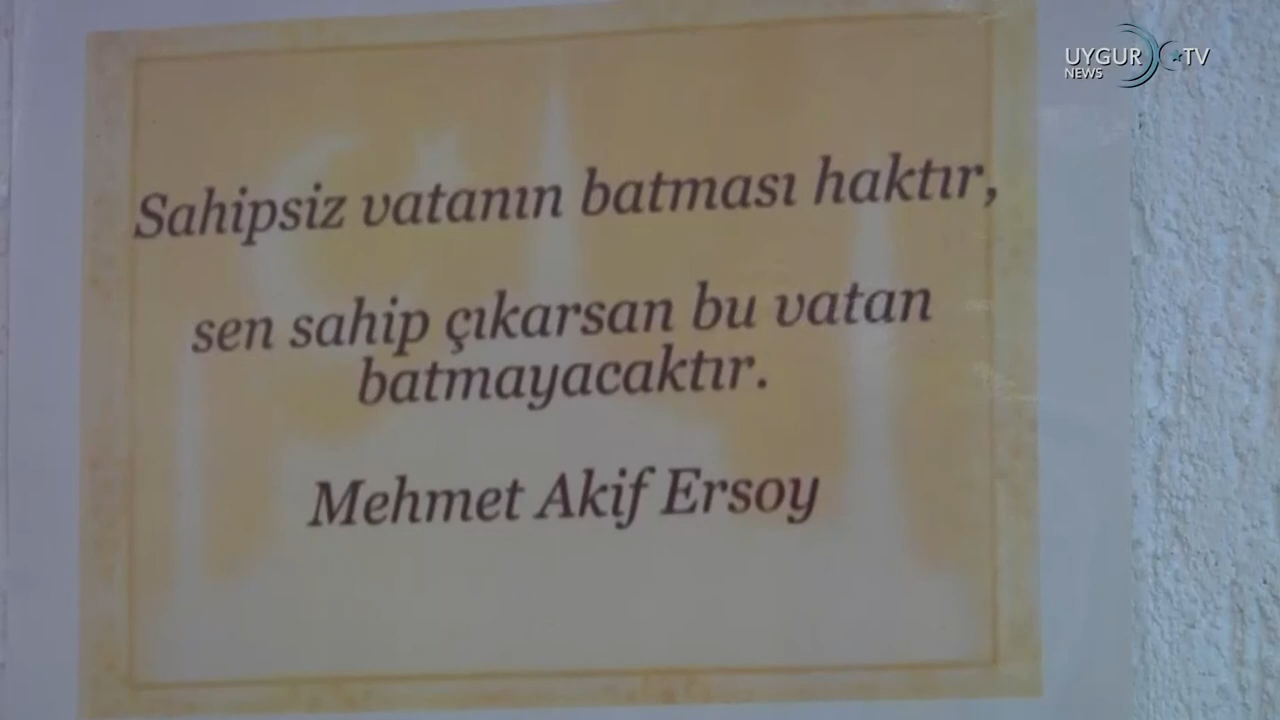 UYGUR TV
NEWS
Sahipsiz vatanın batması haktır,
sen sahip çıkarsan bu vatan
batmayacaktır.
Mehmet Akif Ersoy